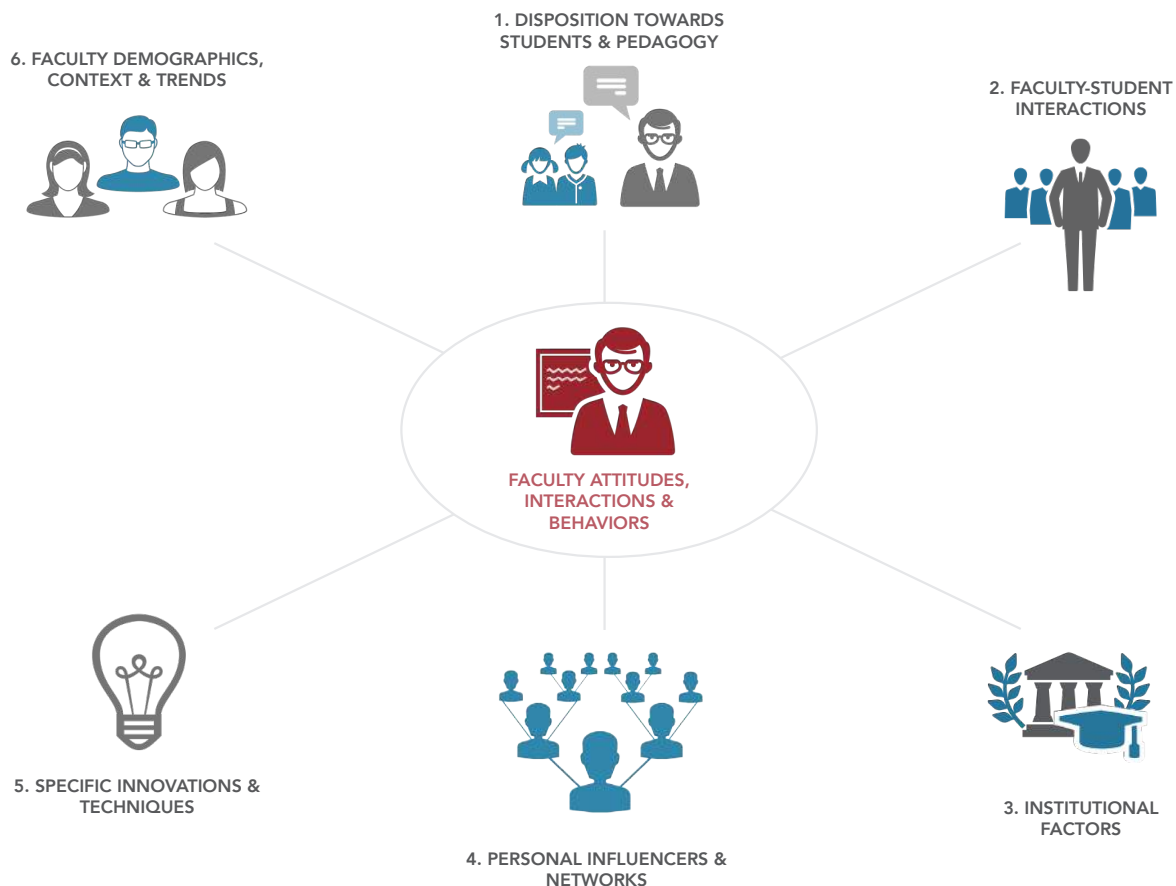 1. DISPOSITION TOWARDS
STUDENTS & PEDAGOGY
6. FACULTY DEMOGRAPHICS,
CONTEXT & TRENDS
2. FACULTY-STUDENT
INTERACTIONS
FACULTY ATTITUDES,
INTERACTIONS &
BEHAVIORS
5. SPECIFIC INNOVATIONS &
TECHNIQUES
3. INSTITUTIONAL
FACTORS
4. PERSONAL INFLUENCERS &
NETWORKS